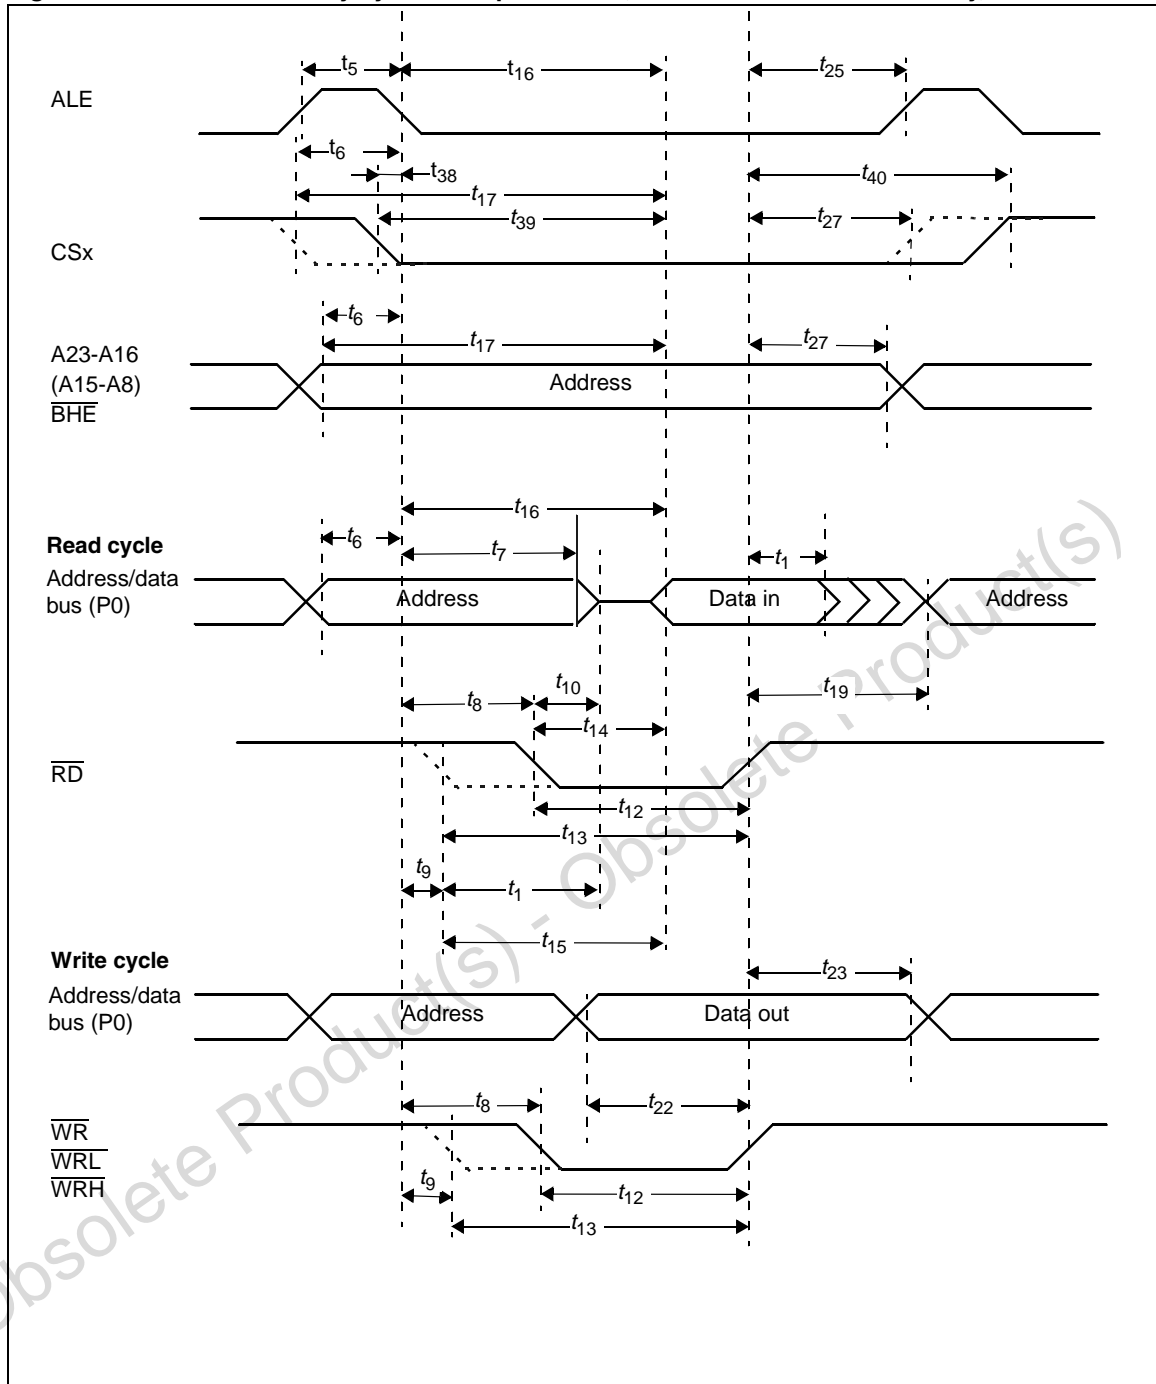 t5
t16
t25
ALE
t6
t38
t40
t17
t39
t27
CSx
t6
t17
t27
A23-A16
(A15-A8)
BHE
Address
t16
Read cycle
t6
t7
t1
Address/data
bus (P0)
Address
Data in
Address
t10
t8
t19
t14
RD
t12
t13
t9
t1
t15
Write cycle
t23
Address/data
bus (P0)
Address
Data out
t8
t22
WR
WRL
WRH
t9
t12
t13
Obsolete Product(s) - Obsolete Product(s)